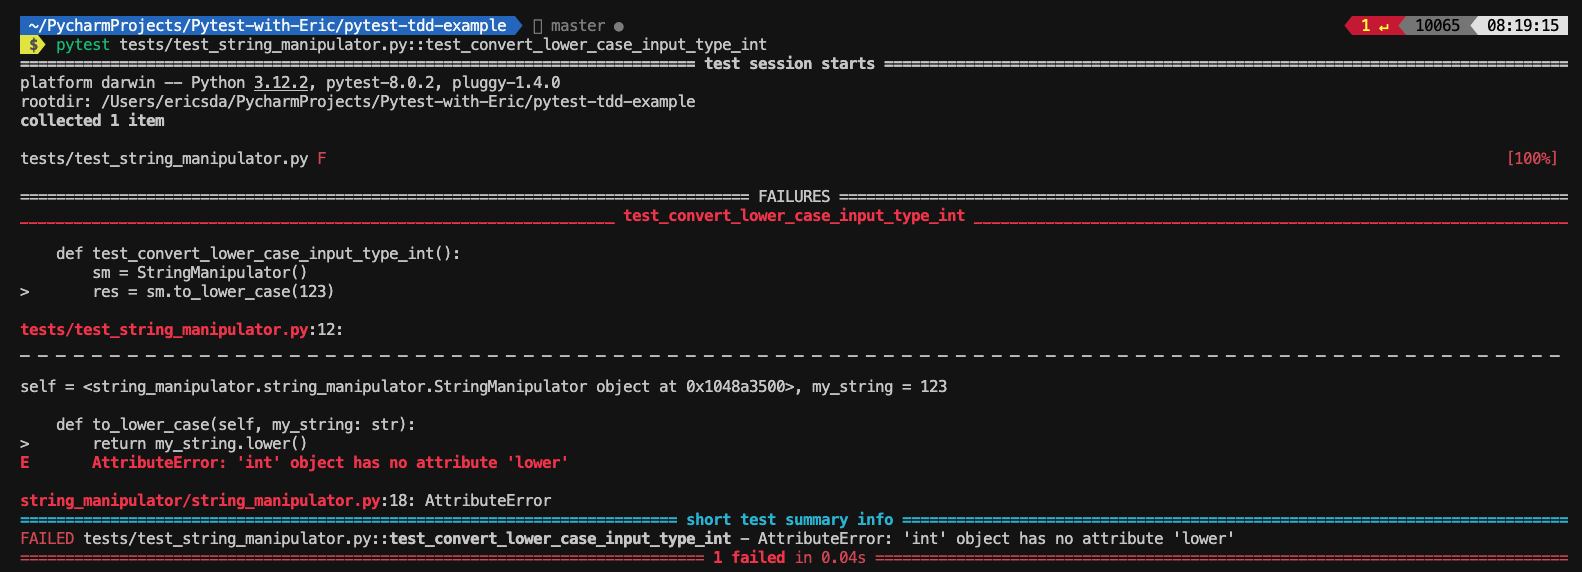 ~/PycharmProjects/Pytest-with-Eric/pytest-tdd-example master ● 1 ↵ 10065 08:19:15
$ pytest tests/test_string_manipulator.py::test_convert_lower_case_input_type_int
=========================================================================== test session starts ============================================================================
platform darwin -- Python 3.12.2, pytest-8.0.2, pluggy-1.4.0
rootdir: /Users/ericsda/PycharmProjects/Pytest-with-Eric/pytest-tdd-example
collected 1 item
tests/test_string_manipulator.py F [100%]
================================================================================= FAILURES =================================================================================
__________________________________________________________________ test_convert_lower_case_input_type_int __________________________________________________________________
    def test_convert_lower_case_input_type_int():
        sm = StringManipulator()
>       res = sm.to_lower_case(123)
tests/test_string_manipulator.py:12:
_ _ _ _ _ _ _ _ _ _ _ _ _ _ _ _ _ _ _ _ _ _ _ _ _ _ _ _ _ _ _ _ _ _ _ _ _ _ _ _ _ _ _ _ _ _ _ _ _ _ _ _ _ _ _ _ _ _ _ _ _ _ _ _ _ _ _ _ _ _ _ _ _ _ _ _ _ _ _ _ _ _ _ _ _ _
self = <string_manipulator.string_manipulator.StringManipulator object at 0x1048a3500>, my_string = 123
    def to_lower_case(self, my_string: str):
>       return my_string.lower()
E       AttributeError: 'int' object has no attribute 'lower'
string_manipulator/string_manipulator.py:18: AttributeError
========================================================================= short test summary info ==========================================================================
FAILED tests/test_string_manipulator.py::test_convert_lower_case_input_type_int - AttributeError: 'int' object has no attribute 'lower'
============================================================================ 1 failed in 0.04s =============================================================================